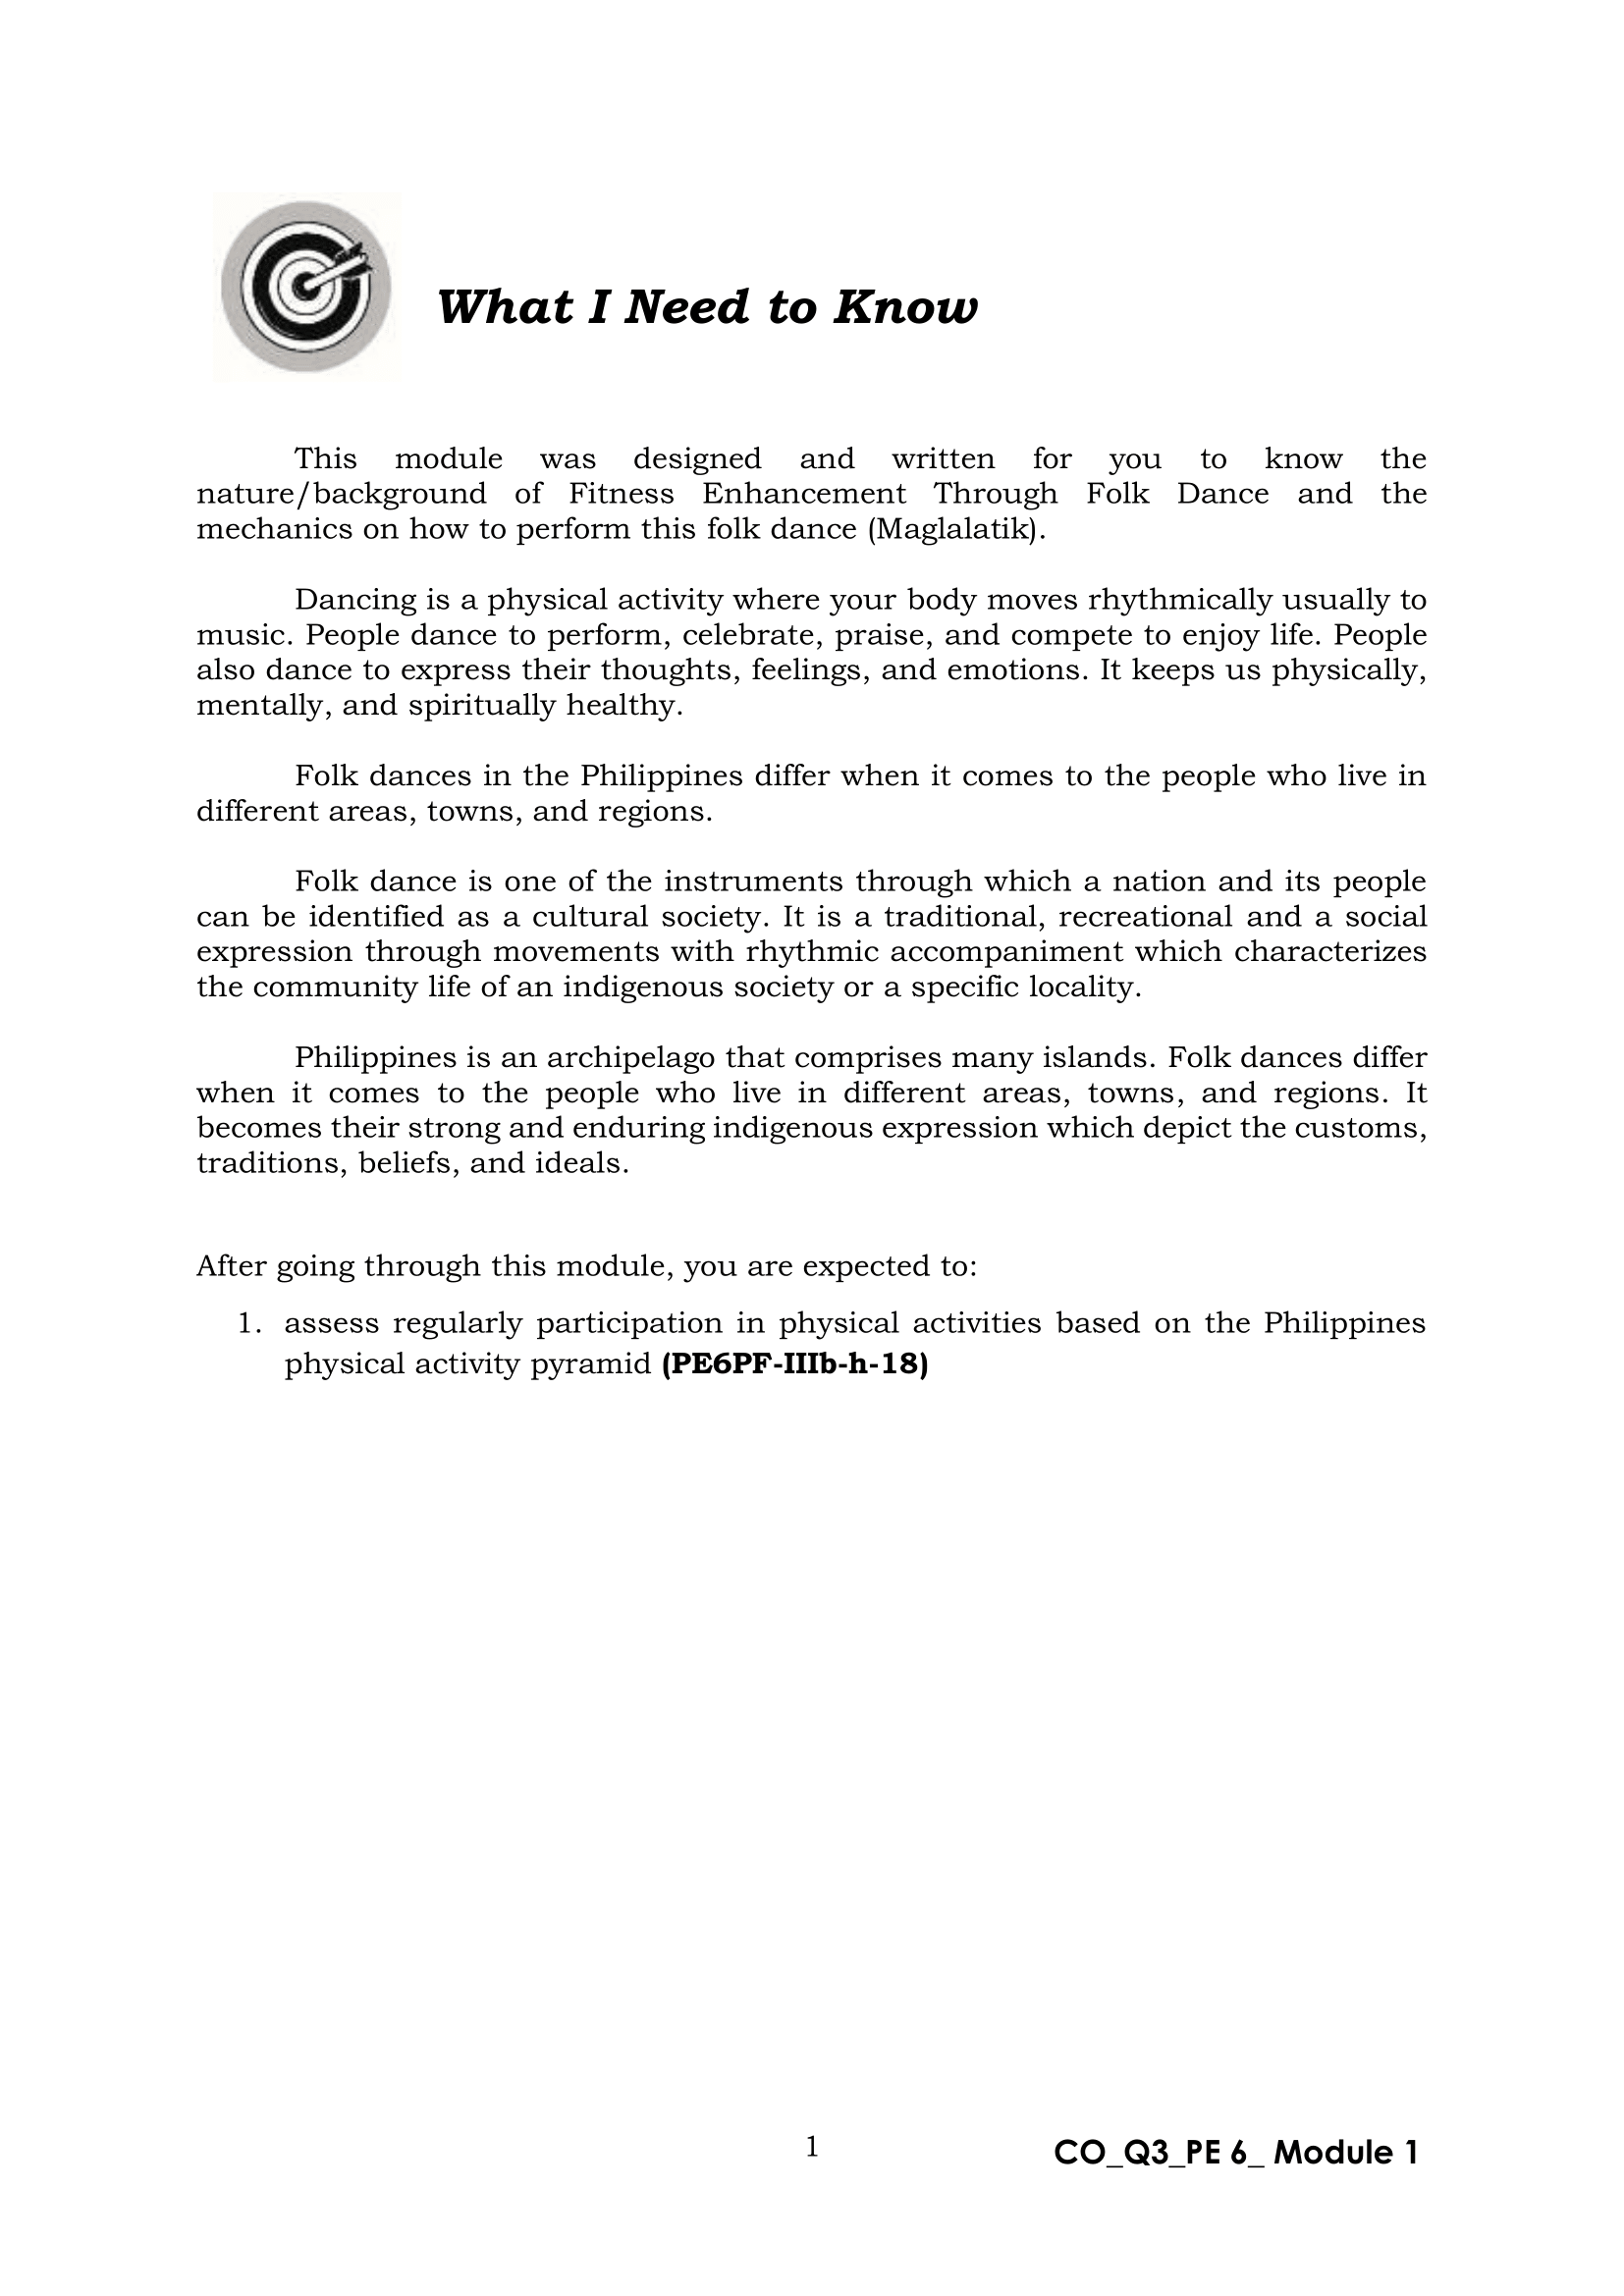 What I Need to Know
This module was designed and written for you to know the
nature/background of Fitness Enhancement Through Folk Dance and the
mechanics on how to perform this folk dance (Maglalatik).
Dancing is a physical activity where your body moves rhythmically usually to
music. People dance to perform, celebrate, praise, and compete to enjoy life. People
also dance to express their thoughts, feelings, and emotions. It keeps us physically,
mentally, and spiritually healthy.
Folk dances in the Philippines differ when it comes to the people who live in
different areas, towns, and regions.
Folk dance is one of the instruments through which a nation and its people
can be identified as a cultural society. It is a traditional, recreational and a social
expression through movements with rhythmic accompaniment which characterizes
the community life of an indigenous society or a specific locality.
Philippines is an archipelago that comprises many islands. Folk dances differ
when it comes to the people who live in different areas, towns, and regions. It
becomes their strong and enduring indigenous expression which depict the customs,
traditions, beliefs, and ideals.
After going through this module, you are expected to:
1. assess regularly participation in physical activities based on the Philippines
physical activity pyramid (PE6PF-IIIb-h-18)
1
CO_Q3_PE 6_ Module 1